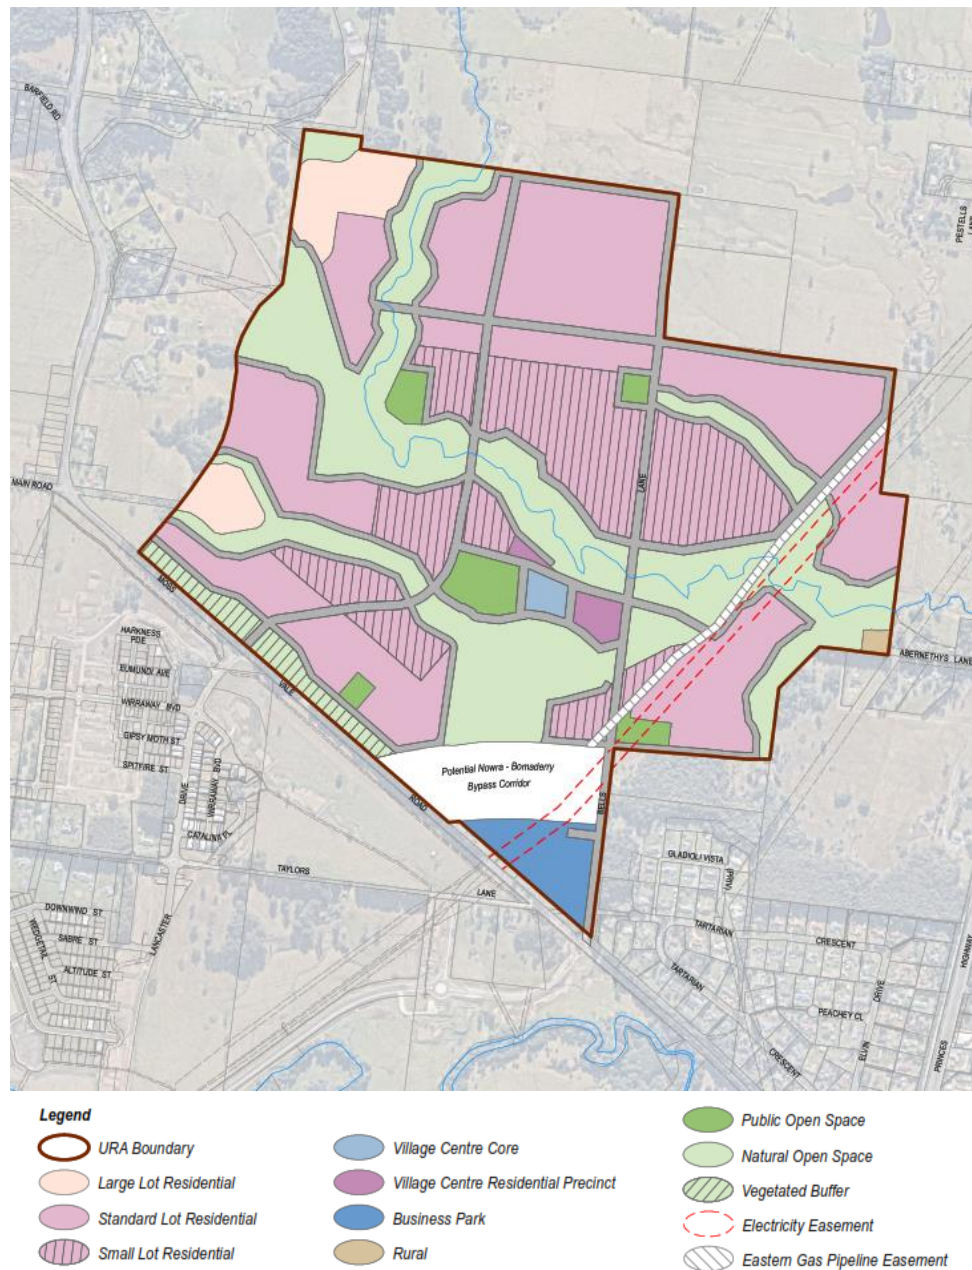 BARFIELD RD
PESTELLS
LANE
MAIN ROAD
LANE
MOSS
HARKNESS
PDE
EUMUNDI AVE
ABERNETHYS LANE
VALE
WIRRAWAY BVD
GIPSY MOTH ST
SPITFIRE ST
DRIVE
WIRRAWAY BVD
CATALINA PL
Potential Nowra - Bomaderry
Bypass Corridor
ROAD
BELLS
GLADIOLI VISTA
(PRIV)
TAYLORS
LANE
DOWNWIND ST
SABRE ST
ALTITUDE ST
WEDGETAIL ST
LANCASTER
TARTARIAN
CRESCENT
TARTARIAN
CRESCENT
PEACHEY CL
DRIVE
ELVIN
HIGHWAY
PRINCES
Legend
URA Boundary
Large Lot Residential
Standard Lot Residential
Small Lot Residential
Village Centre Core
Village Centre Residential Precinct
Business Park
Rural
Public Open Space
Natural Open Space
Vegetated Buffer
Electricity Easement
Eastern Gas Pipeline Easement